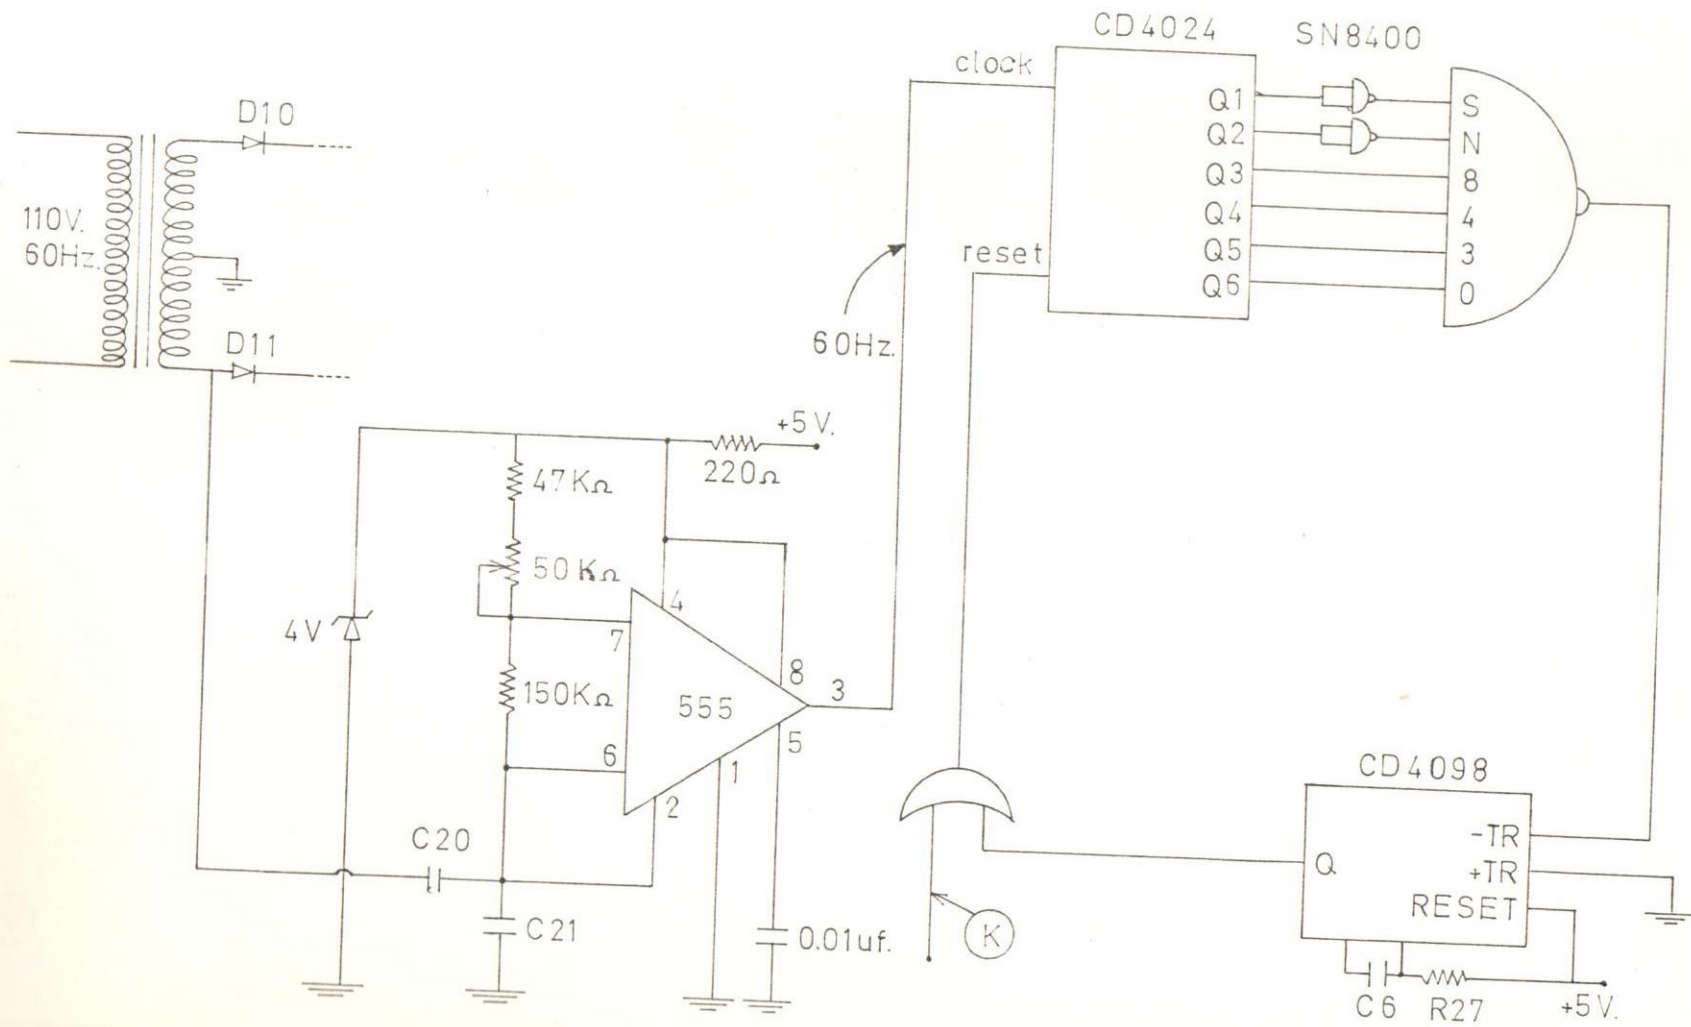 CD4024
SN8400
clock
Q1
S
D10
Q2
N
Q3
8
110V.
60Hz.
Q4
4
reset
Q5
3
Q6
0
D11
60Hz.
+5V.
47KΩ
220Ω
50KΩ
4
4V
7
8
150KΩ
555
3
5
6
1
CD4098
2
-TR
C20
Q
+TR
RESET
C21
0.01uf.
K
C6
R27
+5V.